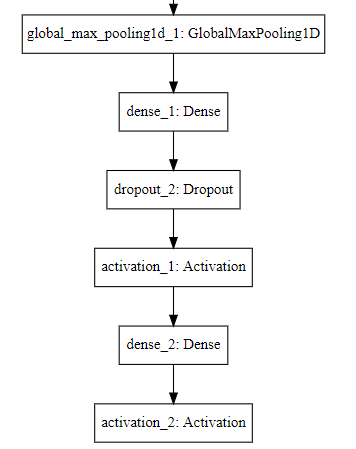 global_max_pooling1d_1: GlobalMaxPooling1D
dense_1: Dense
dropout_2: Dropout
activation_1: Activation
dense_2: Dense
activation_2: Activation